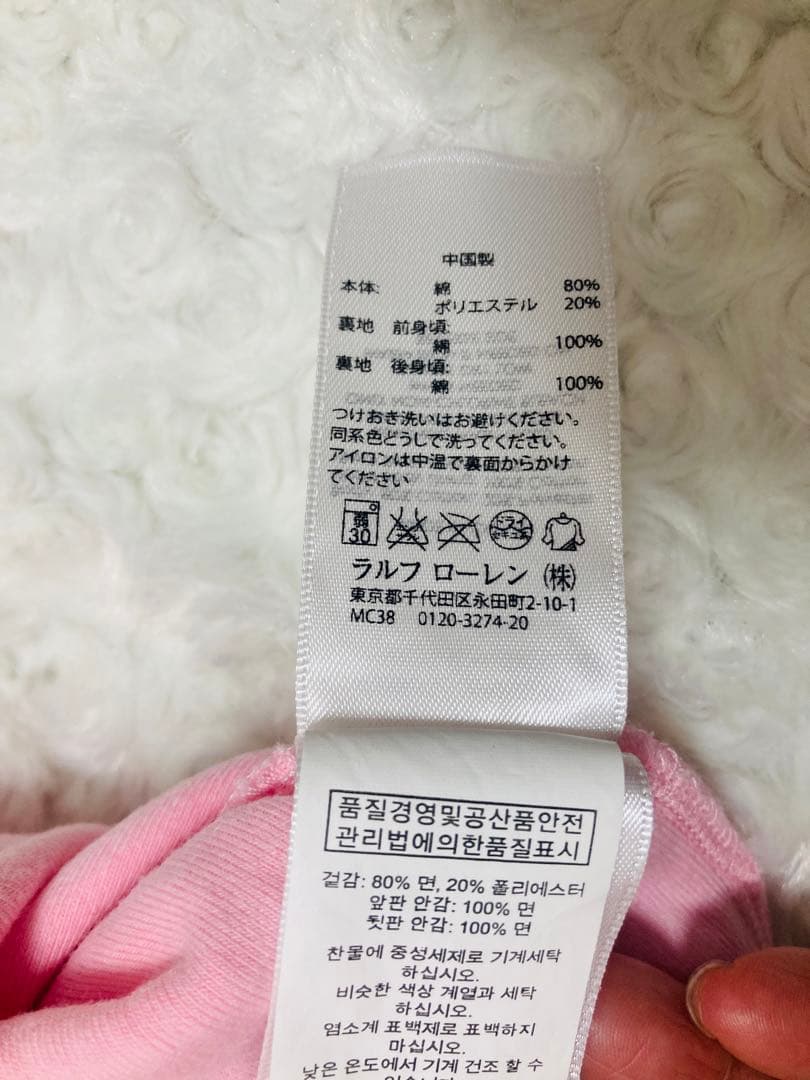 中国製
本体: 綿 80%
ポリエステル 20%
裏地 前身頃:
綿 100%
裏地 後身頃:
綿 100%
つけおき洗いはお避けください。
同系色どうしで洗ってください。
アイロンは中温で裏面からかけ
てください
弱
30
ドライ
セキユ系
ラルフ ローレン (株)
東京都千代田区永田町2-10-1
MC38 0120-3274-20
품질경영및공산품안전
관리법에의한품질표시
겉감: 80% 면, 20% 폴리에스터
앞판 안감: 100% 면
뒷판 안감: 100% 면
찬물에 중성세제로 기계세탁
하십시오.
비슷한 색상 계열과 세탁
하십시오.
염소계 표백제로 표백하지
마십시오.
낮은 온도에서 기계 건조 할 수